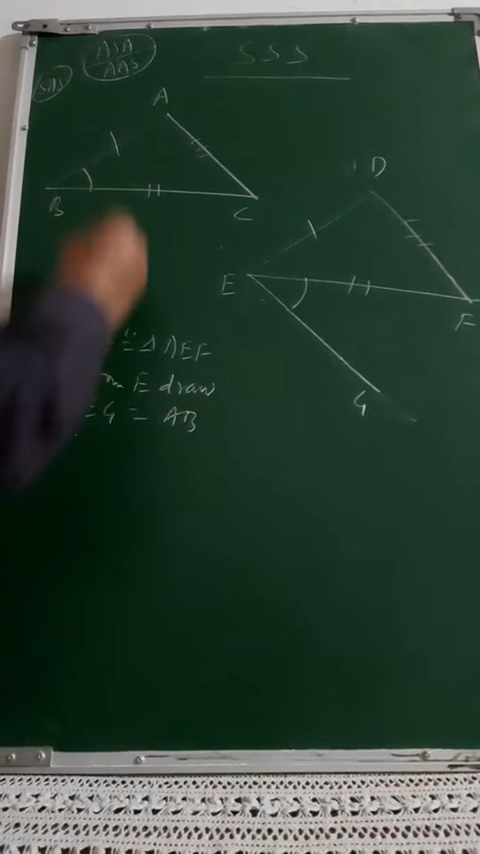 SSS
ASA
AAS
SAS
A
B
C
D
E
F
G
≅ Δ DEF
E draw
G = AB